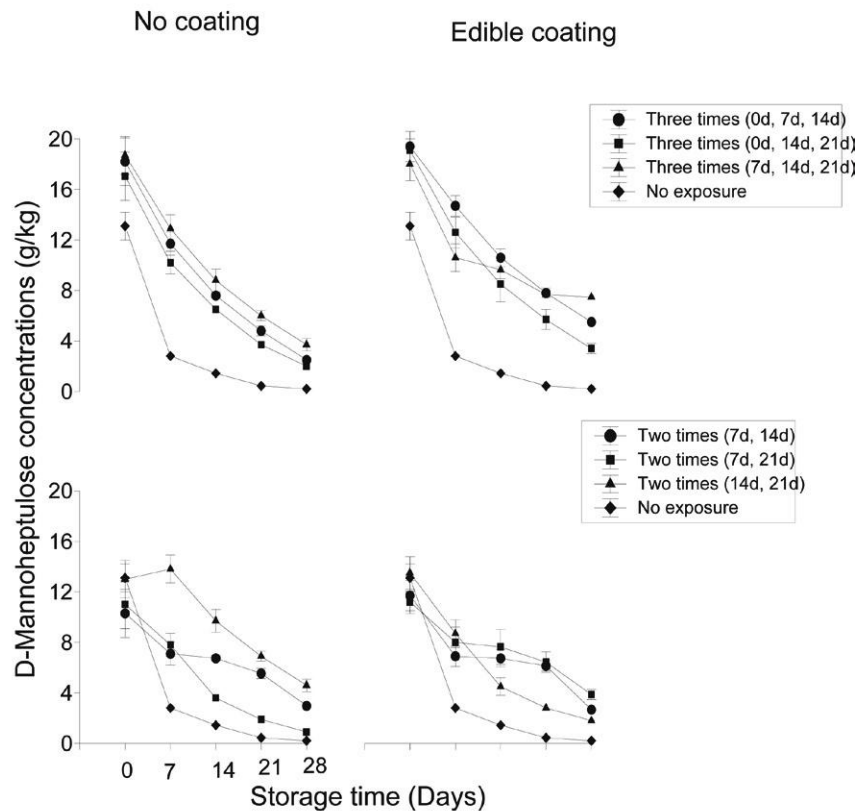 No coating
Edible coating
Three times (0d, 7d, 14d)
Three times (0d, 14d, 21d)
Three times (7d, 14d, 21d)
No exposure
20
16
12
8
4
0
D-Mannoheptulose concentrations (g/kg)
Two times (7d, 14d)
Two times (7d, 21d)
Two times (14d, 21d)
No exposure
20
16
12
8
4
0
0 7 14 21 28
Storage time (Days)